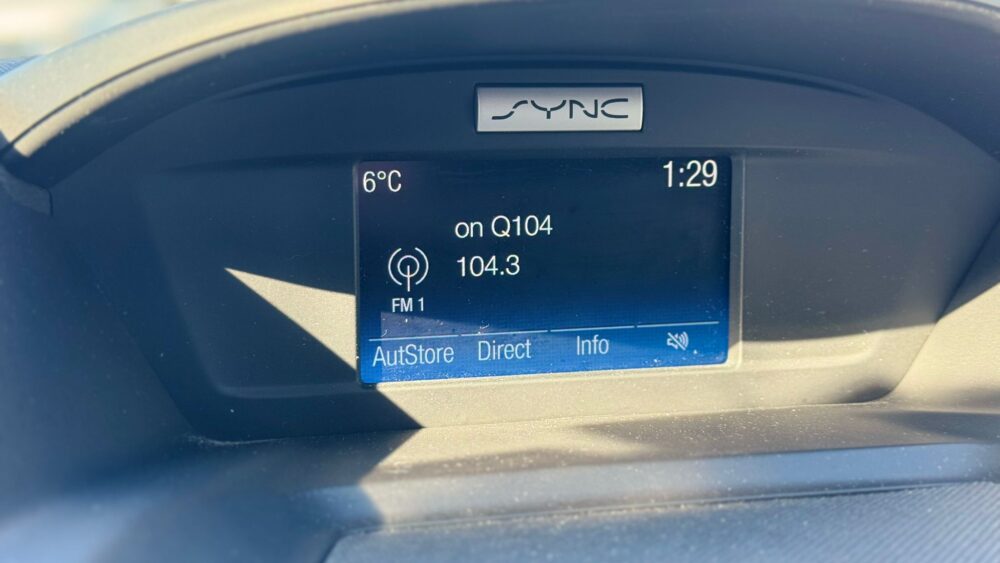 SYNC
6°C
1:29
on Q104
104.3
FM 1
AutStore Direct Info